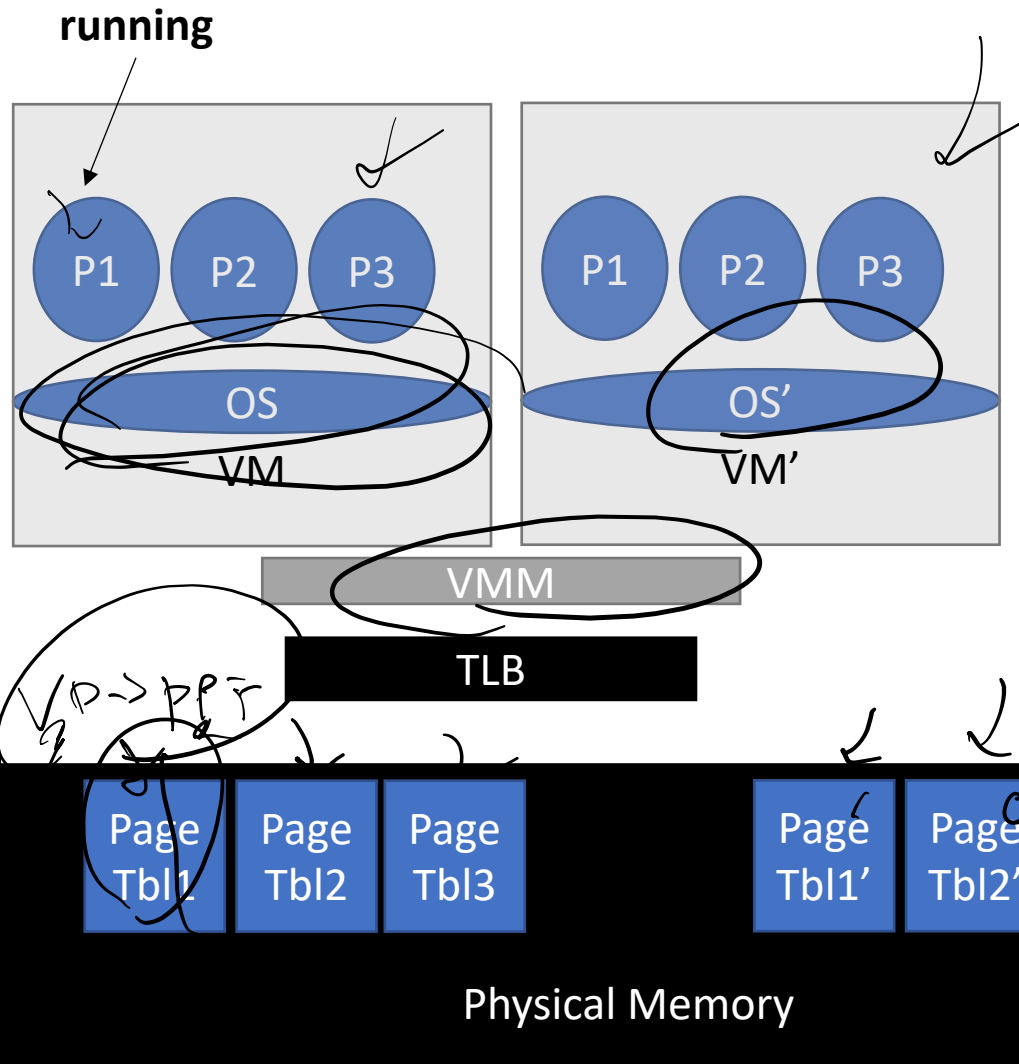 running
P1 P2 P3 P1 P2 P3
OS OS’
VM VM’
VMM
TLB
Page Page Page Page Page
Tbl1 Tbl2 Tbl3 Tbl1’ Tbl2’
Physical Memory